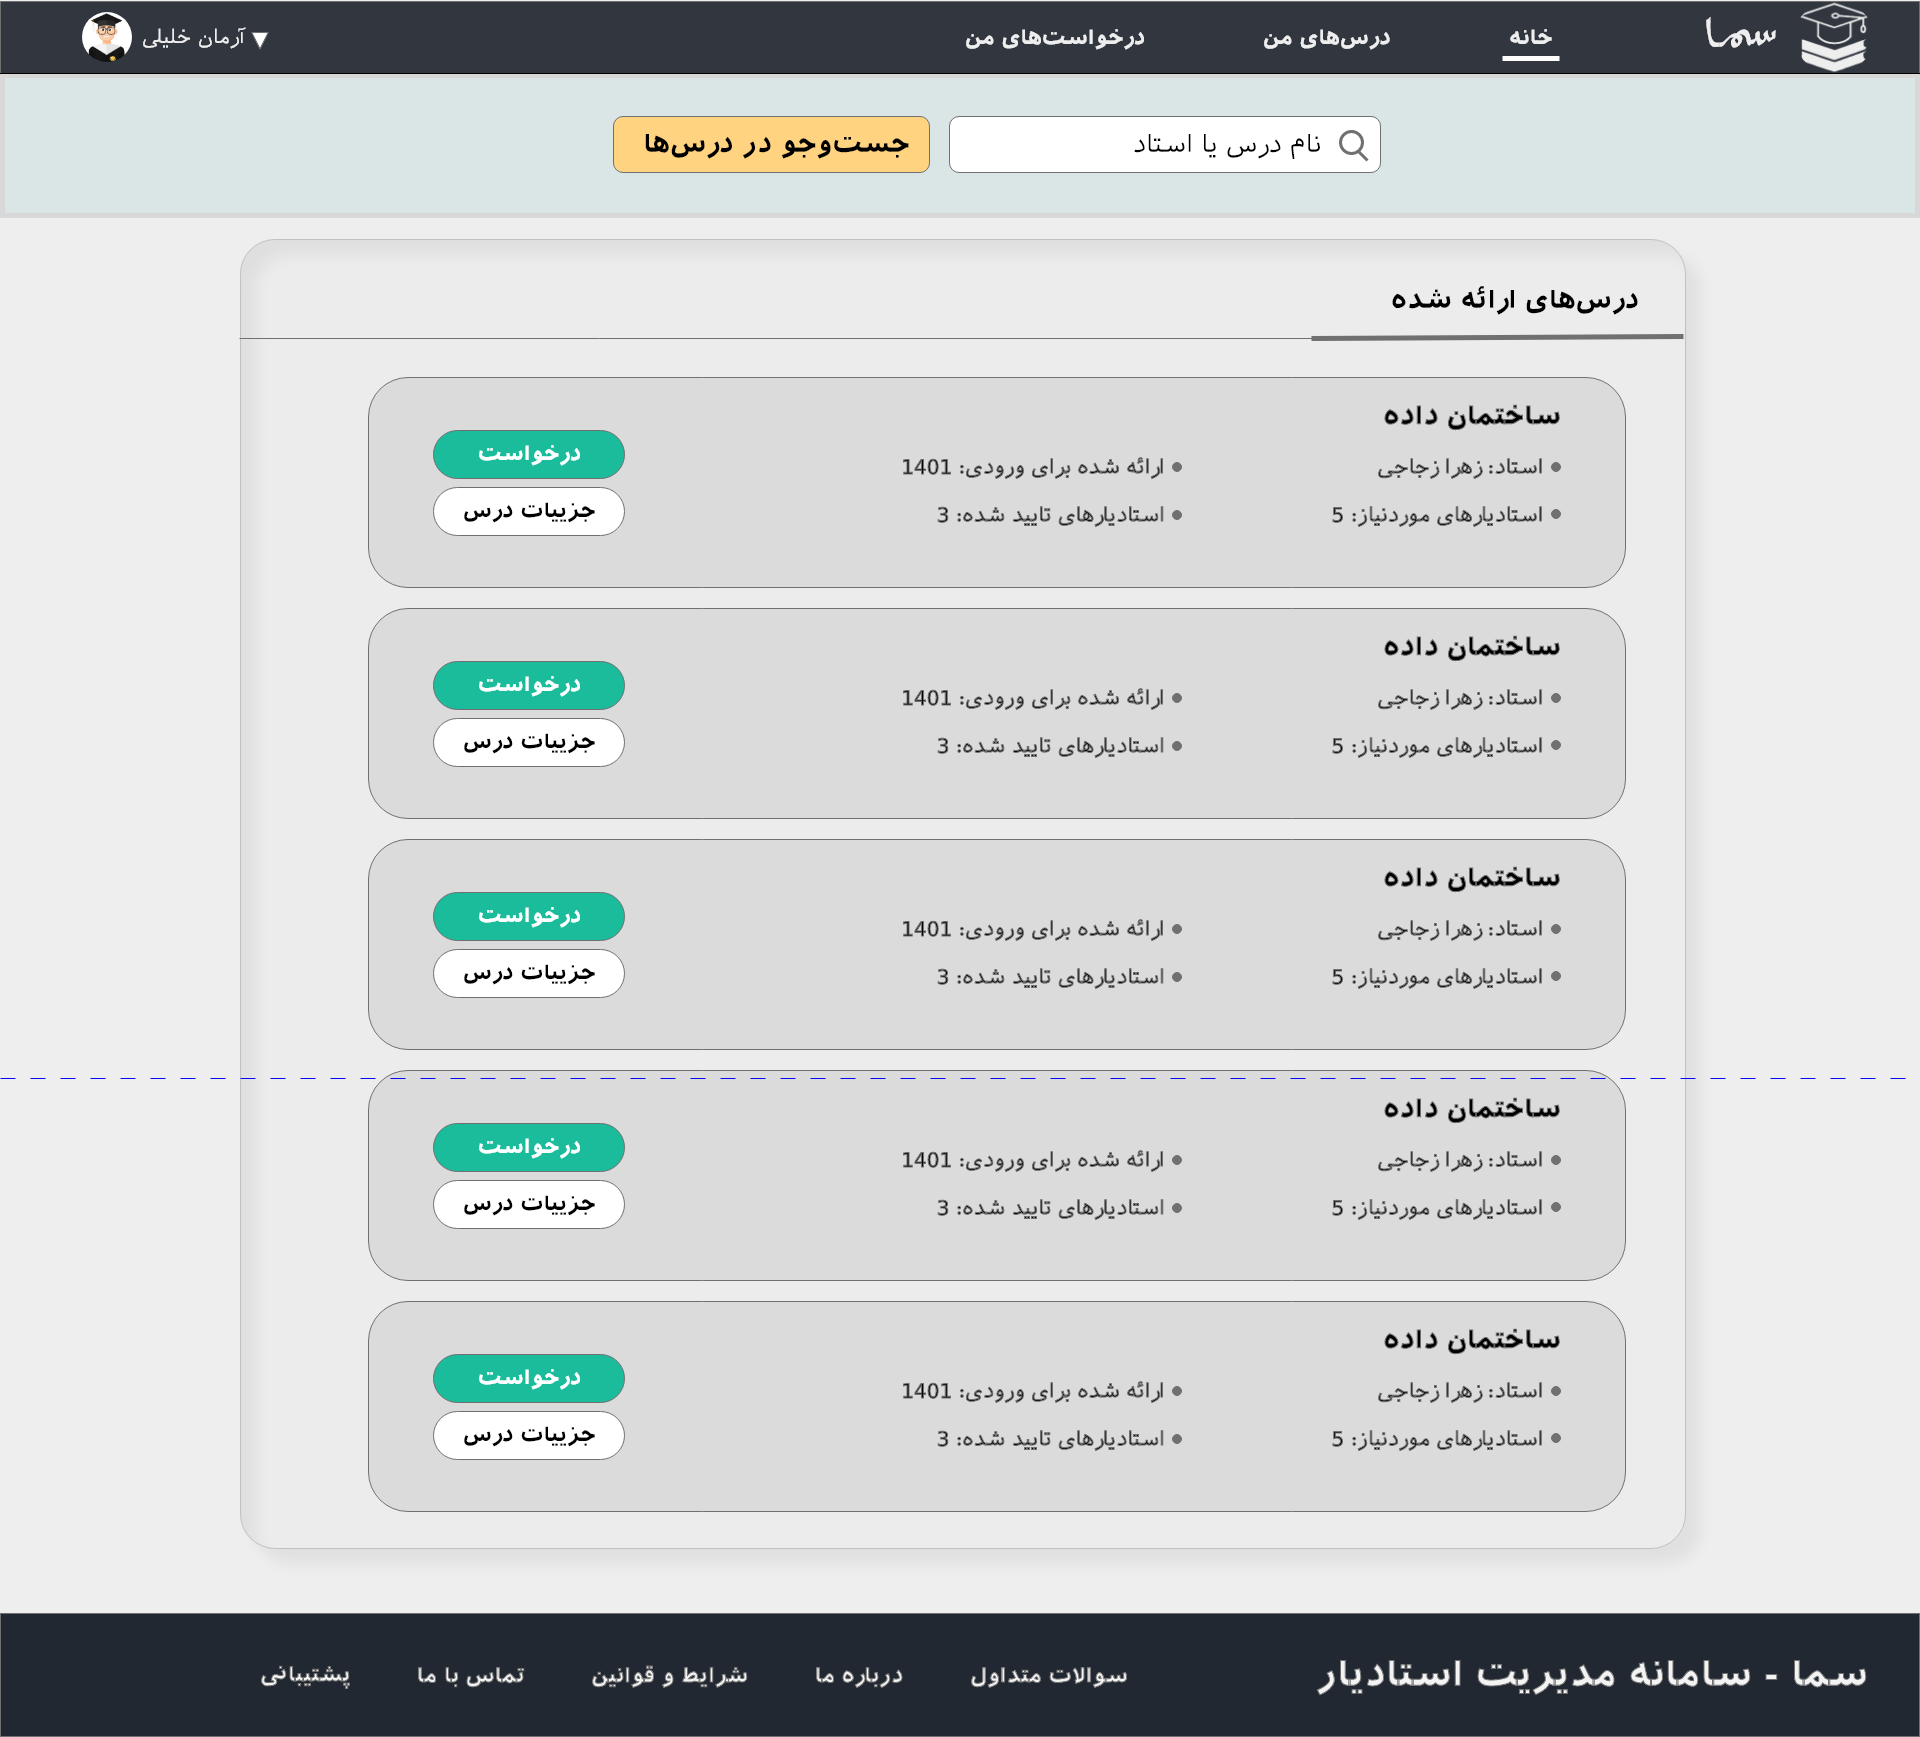 سما
خانه
درس‌های من
درخواست‌های من
آرمان خلیلی
نام درس یا استاد
جست‌وجو در درس‌ها
درس‌های ارائه شده
ساختمان داده
استاد: زهرا زجاجی
ارائه شده برای ورودی: 1401
استادیارهای موردنیاز: 5
استادیارهای تایید شده: 3
درخواست
جزییات درس
ساختمان داده
استاد: زهرا زجاجی
ارائه شده برای ورودی: 1401
استادیارهای موردنیاز: 5
استادیارهای تایید شده: 3
درخواست
جزییات درس
ساختمان داده
استاد: زهرا زجاجی
ارائه شده برای ورودی: 1401
استادیارهای موردنیاز: 5
استادیارهای تایید شده: 3
درخواست
جزییات درس
ساختمان داده
استاد: زهرا زجاجی
ارائه شده برای ورودی: 1401
استادیارهای موردنیاز: 5
استادیارهای تایید شده: 3
درخواست
جزییات درس
ساختمان داده
استاد: زهرا زجاجی
ارائه شده برای ورودی: 1401
استادیارهای موردنیاز: 5
استادیارهای تایید شده: 3
درخواست
جزییات درس
سما - سامانه مدیریت استادیار
سوالات متداول
درباره ما
شرایط و قوانین
تماس با ما
پشتیبانی